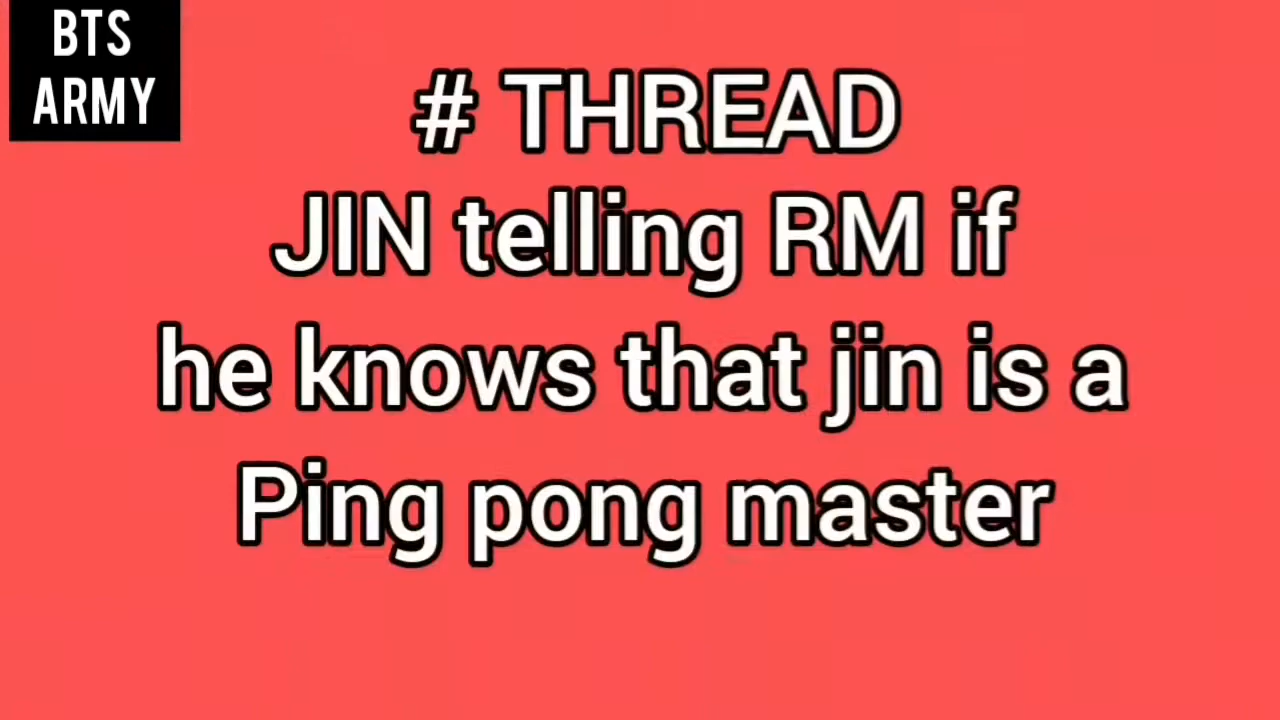 BTS
ARMY
# THREAD
JIN telling RM if
he knows that jin is a
Ping pong master